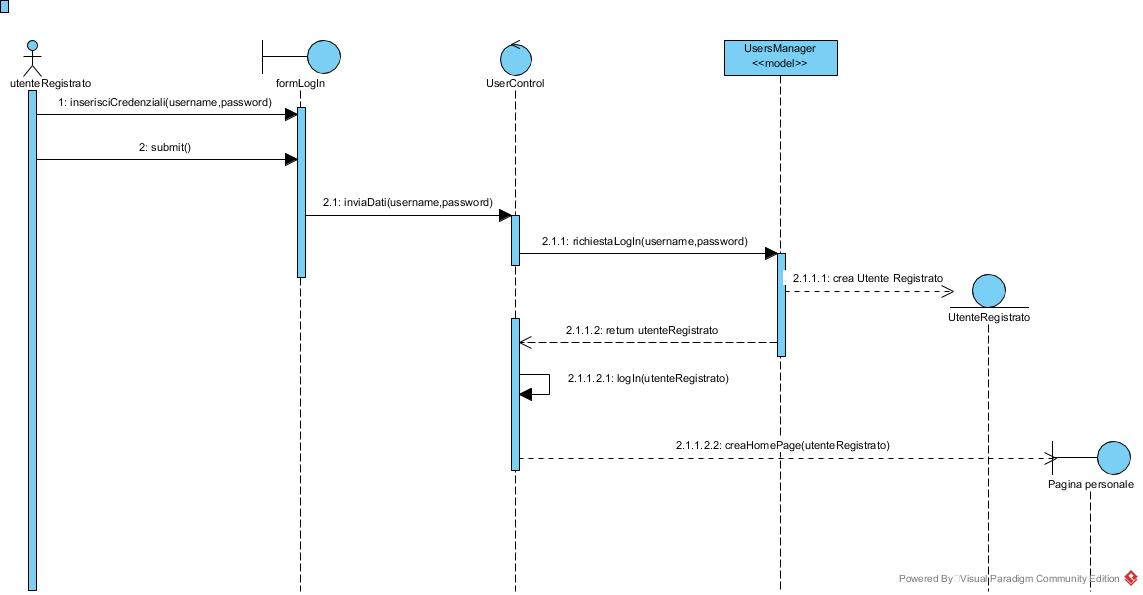 UsersManager
<<model>>
utenteRegistrato
formLogIn
UserControl
1: inserisciCredenziali(username,password)
2: submit()
2.1: inviaDati(username,password)
2.1.1: richiestaLogIn(username,password)
2.1.1.1: crea Utente Registrato
UtenteRegistrato
2.1.1.2: return utenteRegistrato
2.1.1.2.1: logIn(utenteRegistrato)
2.1.1.2.2: creaHomePage(utenteRegistrato)
Pagina personale
Powered By Visual Paradigm Community Edition